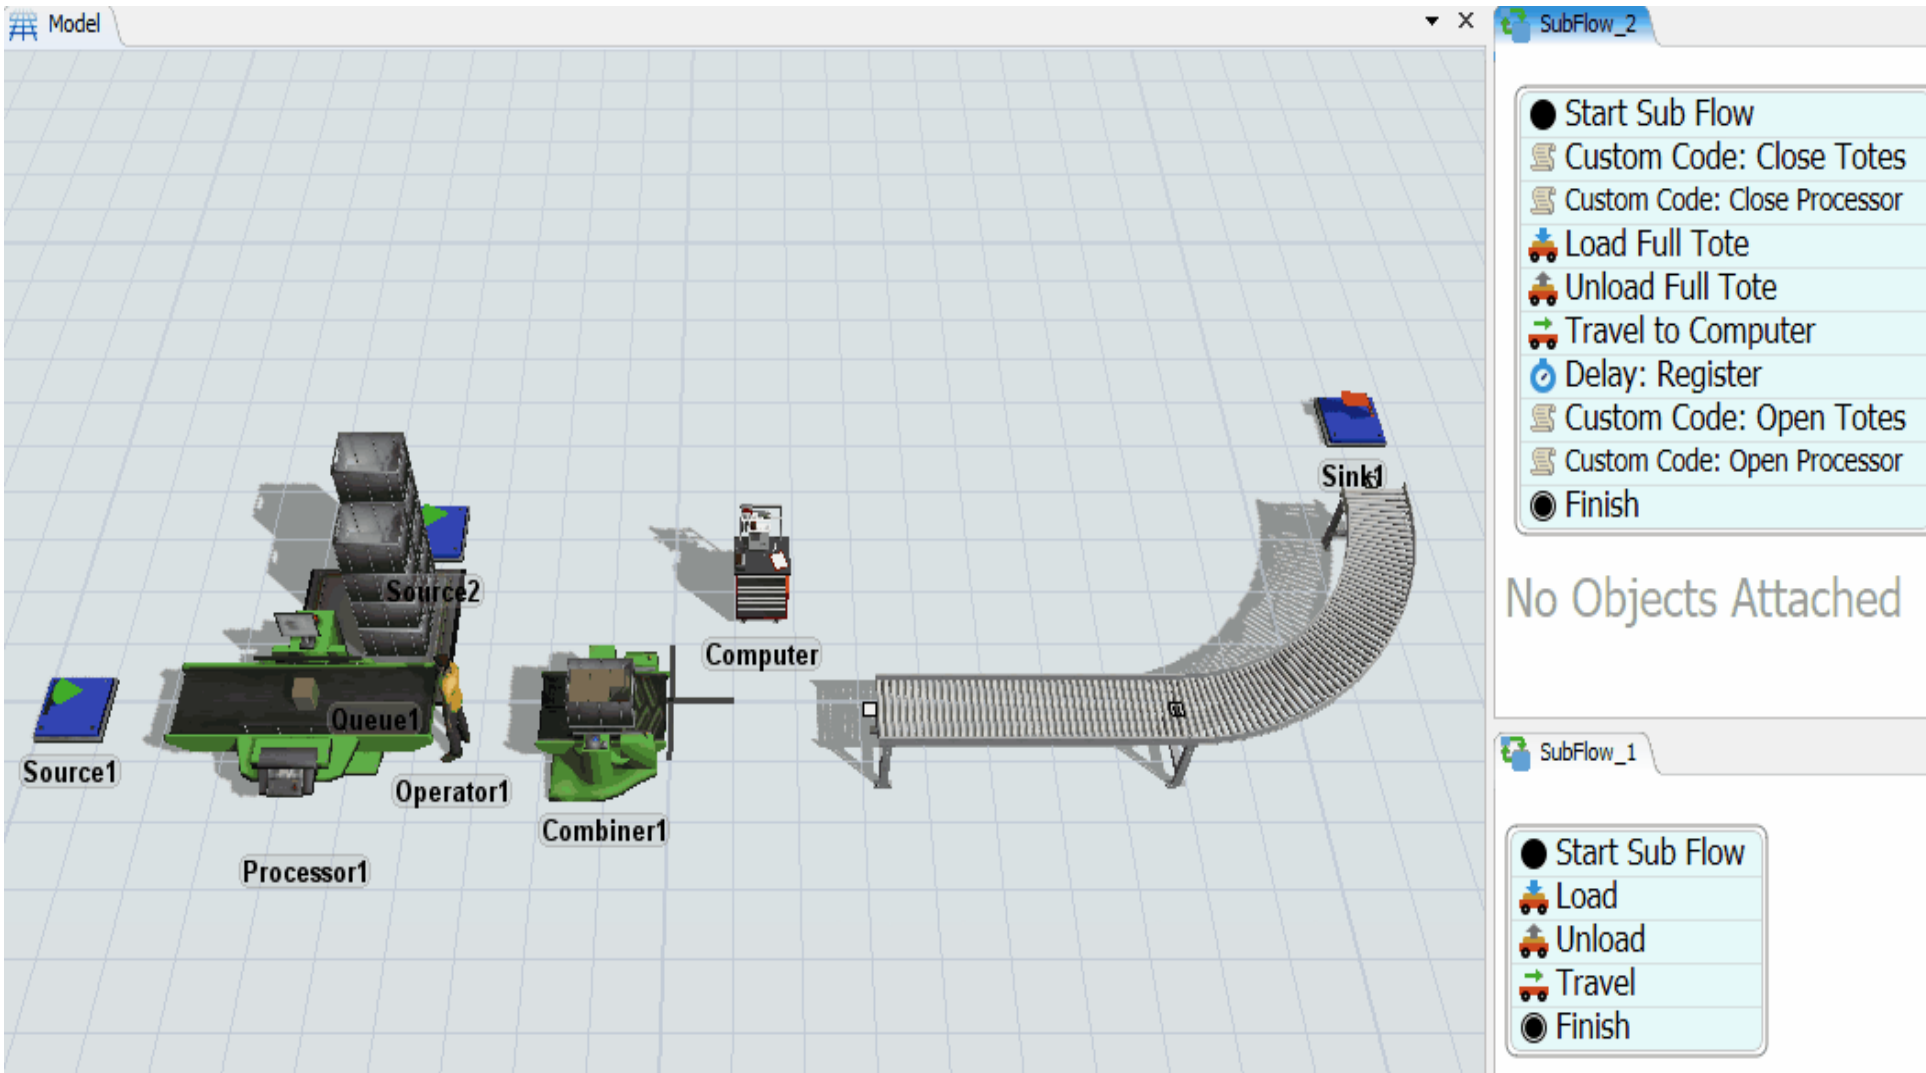 Model
Source2
Sink1
Computer
Queue1
Source1
Operator1
Combiner1
Processor1
SubFlow_2
Start Sub Flow
Custom Code: Close Totes
Custom Code: Close Processor
Load Full Tote
Unload Full Tote
Travel to Computer
Delay: Register
Custom Code: Open Totes
Custom Code: Open Processor
Finish
No Objects Attached
SubFlow_1
Start Sub Flow
Load
Unload
Travel
Finish